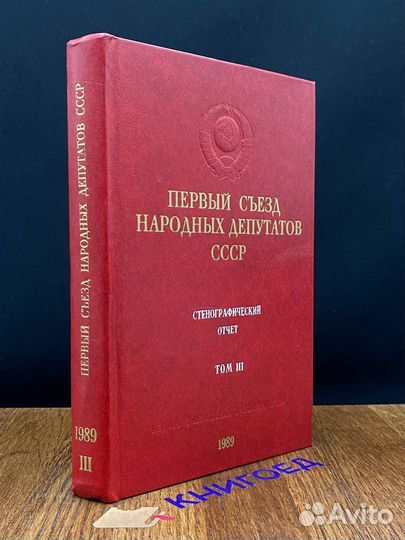 ПЕРВЫЙ СЪЕЗД НАРОДНЫХ ДЕПУТАТОВ СССР
1989
III
ПЕРВЫЙ СЪЕЗД
НАРОДНЫХ ДЕПУТАТОВ
СССР
СТЕНОГРАФИЧЕСКИЙ
ОТЧЕТ
ТОМ III
1989
КНИГОЕД
Avito